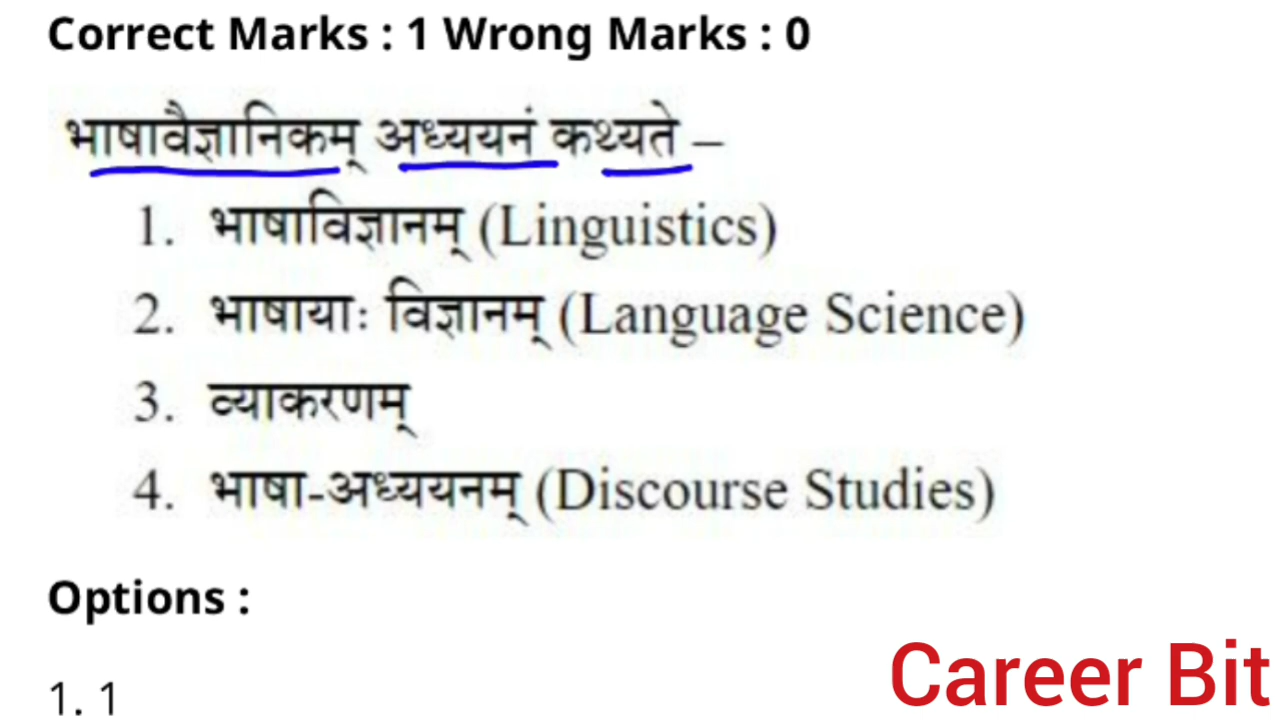 Correct Marks : 1 Wrong Marks : 0
भाषावैज्ञानिकम् अध्ययनं कथ्यते –
1. भाषाविज्ञानम् (Linguistics)
2. भाषायाः विज्ञानम् (Language Science)
3. व्याकरणम्
4. भाषा-अध्ययनम् (Discourse Studies)
Options :
1. 1
Career Bit